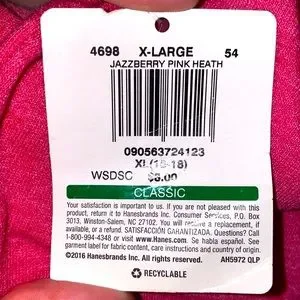 4698 X-LARGE 54
JAZZBERRY PINK HEATH
090563724123
XL(16-18)
WSDSC $8.00
CLASSIC
Your satisfaction is important to us. If you are not pleased with this
product, return it to Hanesbrands Inc. Consumer Services, P.O. Box
3013, Winston-Salem, NC 27102. You will receive a replacement, if
available, or a refund. SATISFACCIÓN GARANTIZADA. Questions? Call
1-800-994-4348 or visit www.Hanes.com. Se habla español. See
garment label for fabric content, care instructions and country of origin.
©2016 Hanesbrands Inc. All rights reserved. AH5972 QLP
RECYCLABLE